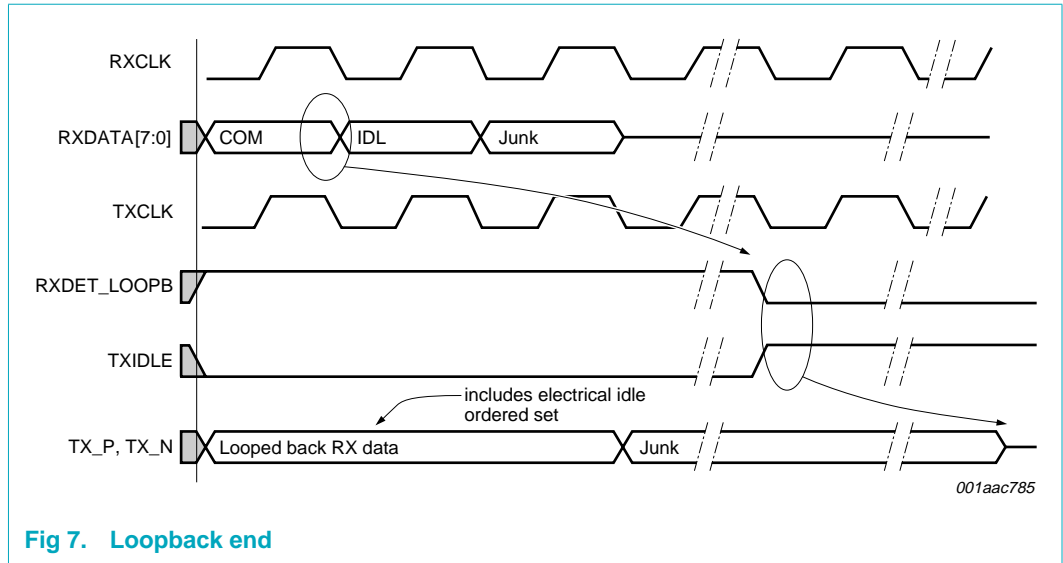 RXCLK
RXDATA[7:0]
COM
IDL
Junk
TXCLK
RXDET_LOOPB
TXIDLE
includes electrical idle
ordered set
TX_P, TX_N
Looped back RX data
Junk
001aac785
Fig 7. Loopback end